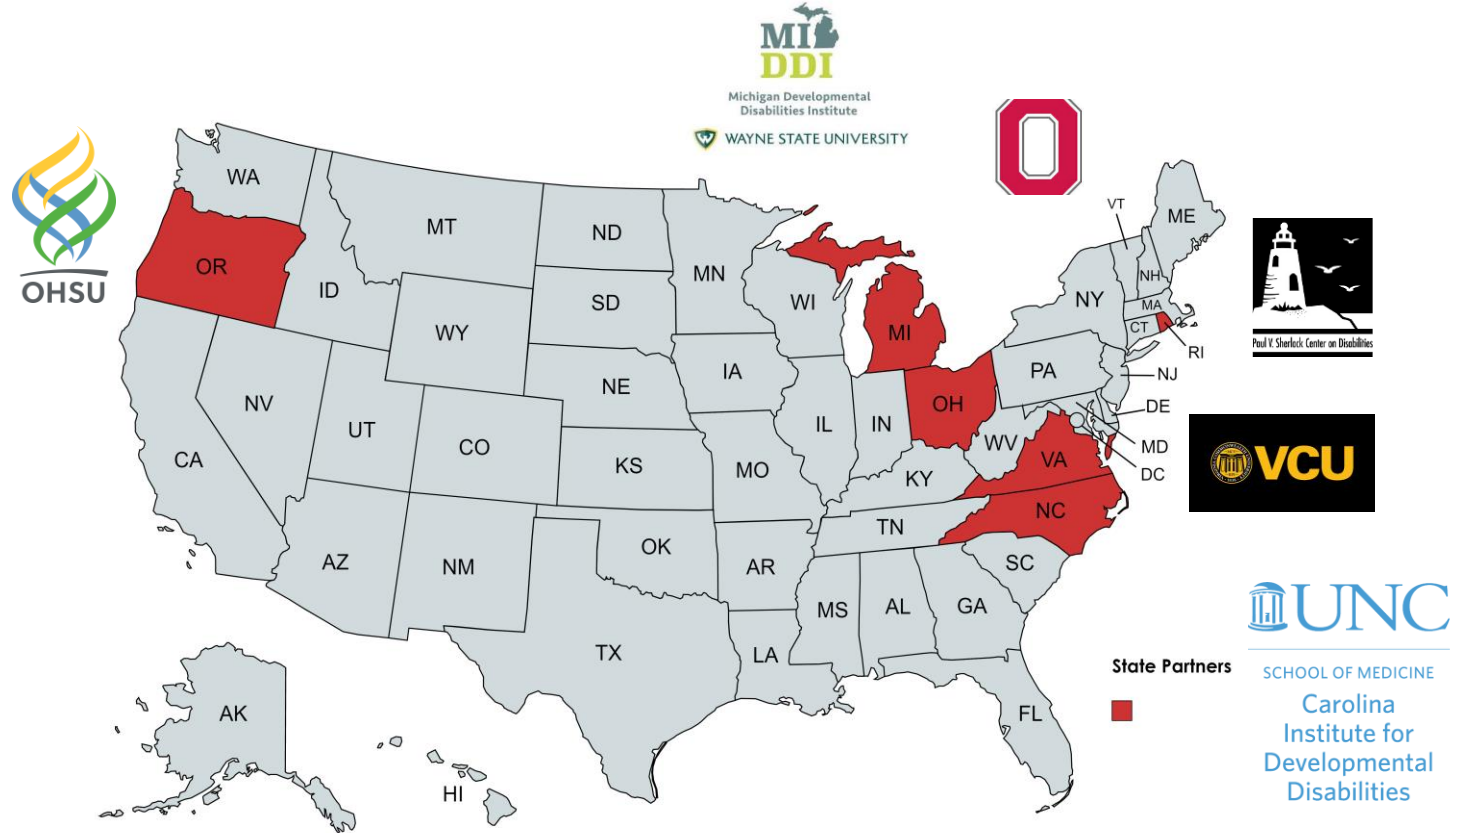 MI
DDI
Michigan Developmental
Disabilities Institute
W WAYNE STATE UNIVERSITY
O
OHSU
WA
OR
ID
MT
ND
SD
MN
WI
MI
WY
NE
IA
NV
UT
CO
CA
KS
MO
IL
IN
OH
WV
KY
VA
NC
TN
AZ
NM
OK
AR
SC
MS
AL
GA
TX
LA
FL
AK
HI
PA
NY
VT
NH
ME
MA
CT
RI
NJ
DE
MD
DC
Paul V. Sherlock Center on Disabilities
VCU
UNC
SCHOOL OF MEDICINE
Carolina
Institute for
Developmental
Disabilities
State Partners